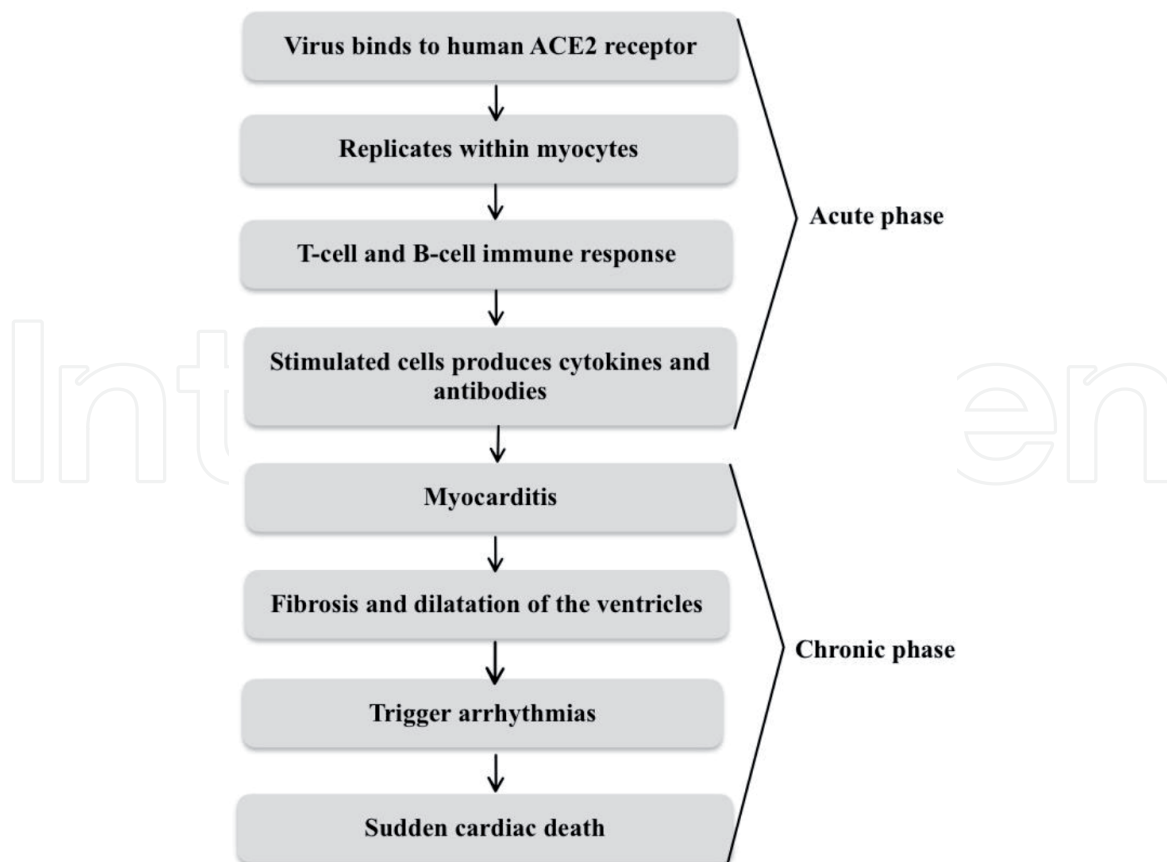 Virus binds to human ACE2 receptor
Replicates within myocytes
T-cell and B-cell immune response
Acute phase
Stimulated cells produces cytokines and
antibodies
Myocarditis
Fibrosis and dilatation of the ventricles
Chronic phase
Trigger arrhythmias
Sudden cardiac death